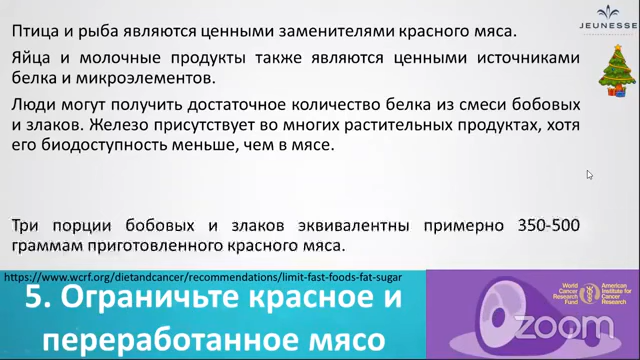 JEUNESSE
Птица и рыба являются ценными заменителями красного мяса.
Яйца и молочные продукты также являются ценными источниками
белка и микроэлементов.
Люди могут получить достаточное количество белка из смеси бобовых
и злаков. Железо присутствует во многих растительных продуктах, хотя
его биодоступность меньше, чем в мясе.
Три порции бобовых и злаков эквивалентны примерно 350-500
граммам приготовленного красного мяса.
https://www.wcrf.org/dietandcancer/recommendations/limit-fast-foods-fat-sugar
5. Ограничьте красное и
переработанное мясо
World
Cancer
Research
Fund
American
Institute for
Cancer
Research
zoom